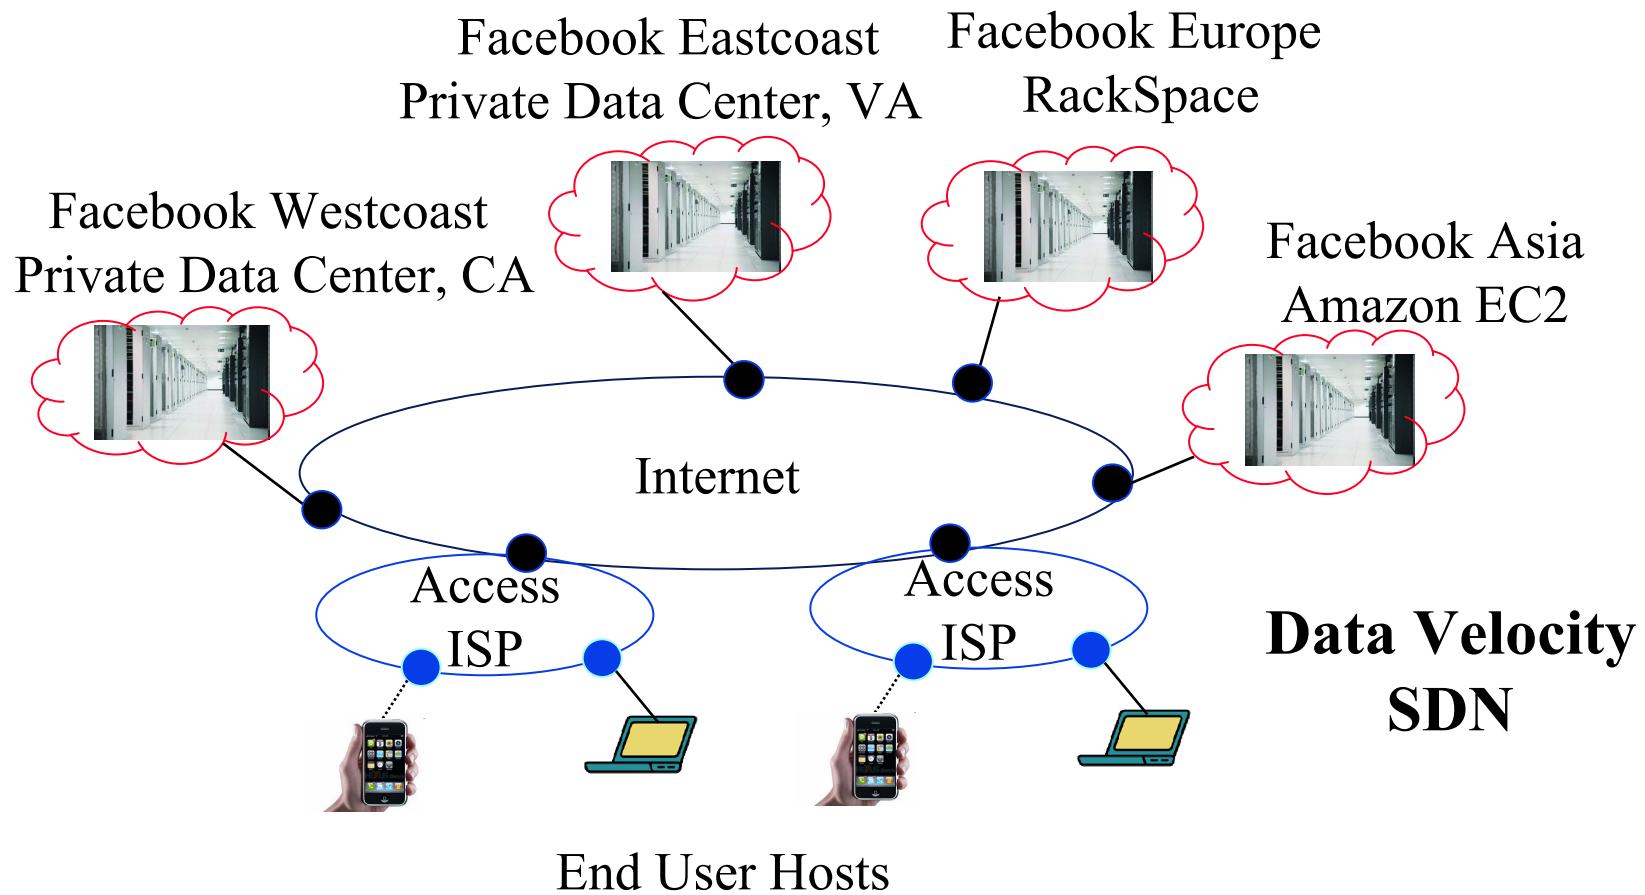 Facebook Eastcoast
Private Data Center, VA
Facebook Europe
RackSpace
Facebook Westcoast
Private Data Center, CA
Facebook Asia
Amazon EC2
Internet
Access
ISP
Access
ISP
Data Velocity
SDN
End User Hosts